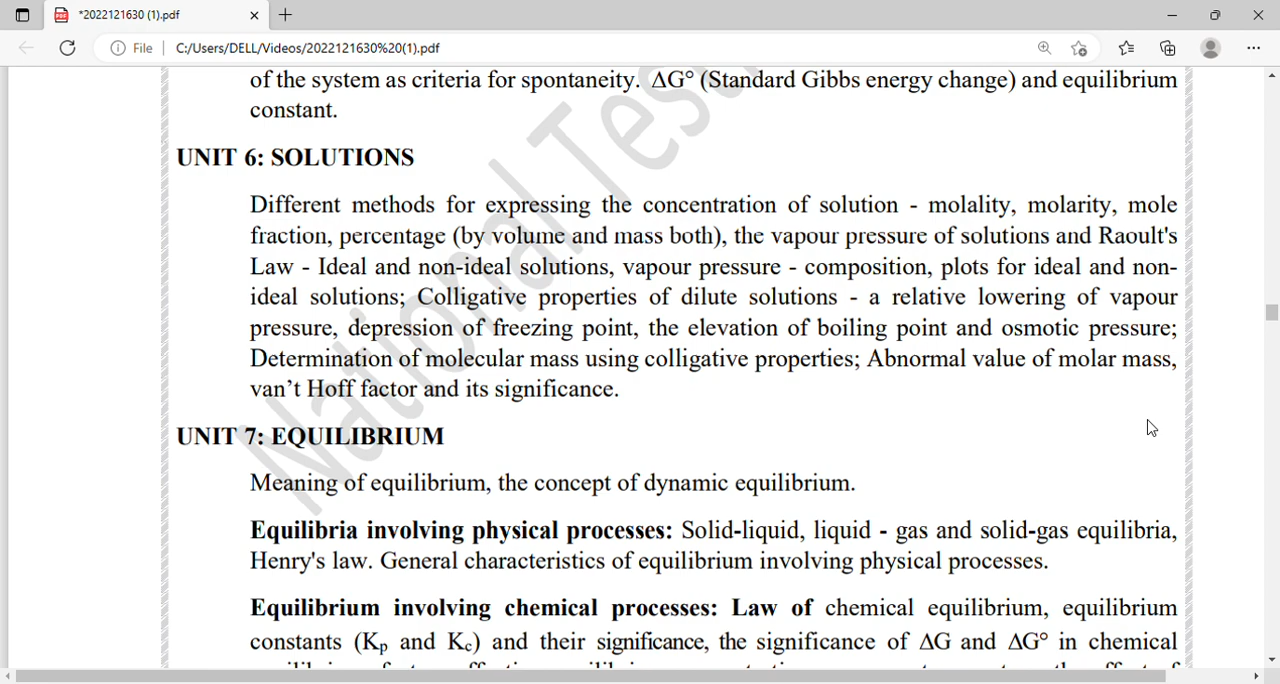 *2022121630 (1).pdf
File
C:/Users/DELL/Videos/2022121630%20(1).pdf
of the system as criteria for spontaneity. ΔG° (Standard Gibbs energy change) and equilibrium
constant.
UNIT 6: SOLUTIONS
Different methods for expressing the concentration of solution - molality, molarity, mole
fraction, percentage (by volume and mass both), the vapour pressure of solutions and Raoult's
Law - Ideal and non-ideal solutions, vapour pressure - composition, plots for ideal and non-
ideal solutions; Colligative properties of dilute solutions - a relative lowering of vapour
pressure, depression of freezing point, the elevation of boiling point and osmotic pressure;
Determination of molecular mass using colligative properties; Abnormal value of molar mass,
van’t Hoff factor and its significance.
UNIT 7: EQUILIBRIUM
Meaning of equilibrium, the concept of dynamic equilibrium.
Equilibria involving physical processes: Solid-liquid, liquid - gas and solid-gas equilibria,
Henry's law. General characteristics of equilibrium involving physical processes.
Equilibrium involving chemical processes: Law of chemical equilibrium, equilibrium
constants (Kp and Kc) and their significance, the significance of ΔG and ΔG° in chemical
National Test